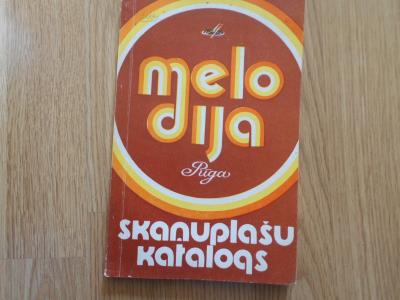 melo
dija
Rīga
skaņuplašu
katalogs